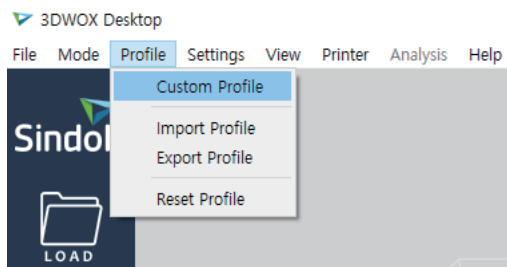 3DWOX Desktop
File Mode Profile Settings View Printer Analysis Help
Custom Profile
Import Profile
Export Profile
Reset Profile
LOAD